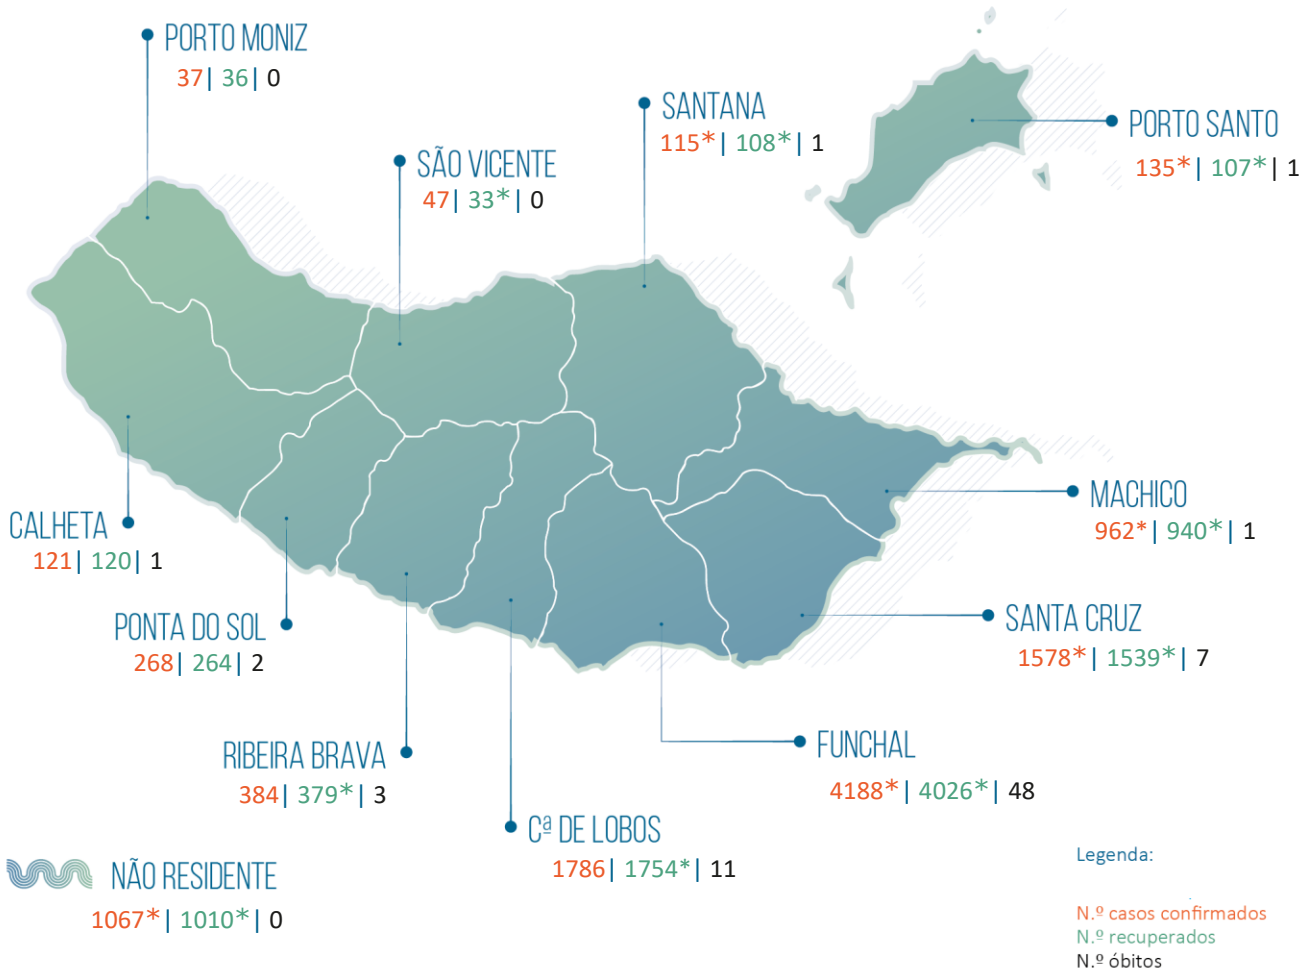 PORTO MONIZ
37| 36| 0
SANTANA
115*| 108*| 1
PORTO SANTO
135*| 107*| 1
SÃO VICENTE
47| 33*| 0
MACHICO
962*| 940*| 1
CALHETA
121| 120| 1
SANTA CRUZ
1578*| 1539*| 7
PONTA DO SOL
268| 264| 2
RIBEIRA BRAVA
384| 379*| 3
FUNCHAL
4188*| 4026*| 48
Cª DE LOBOS
1786| 1754*| 11
NÃO RESIDENTE
1067*| 1010*| 0
Legenda:
N.º casos confirmados
N.º recuperados
N.º óbitos